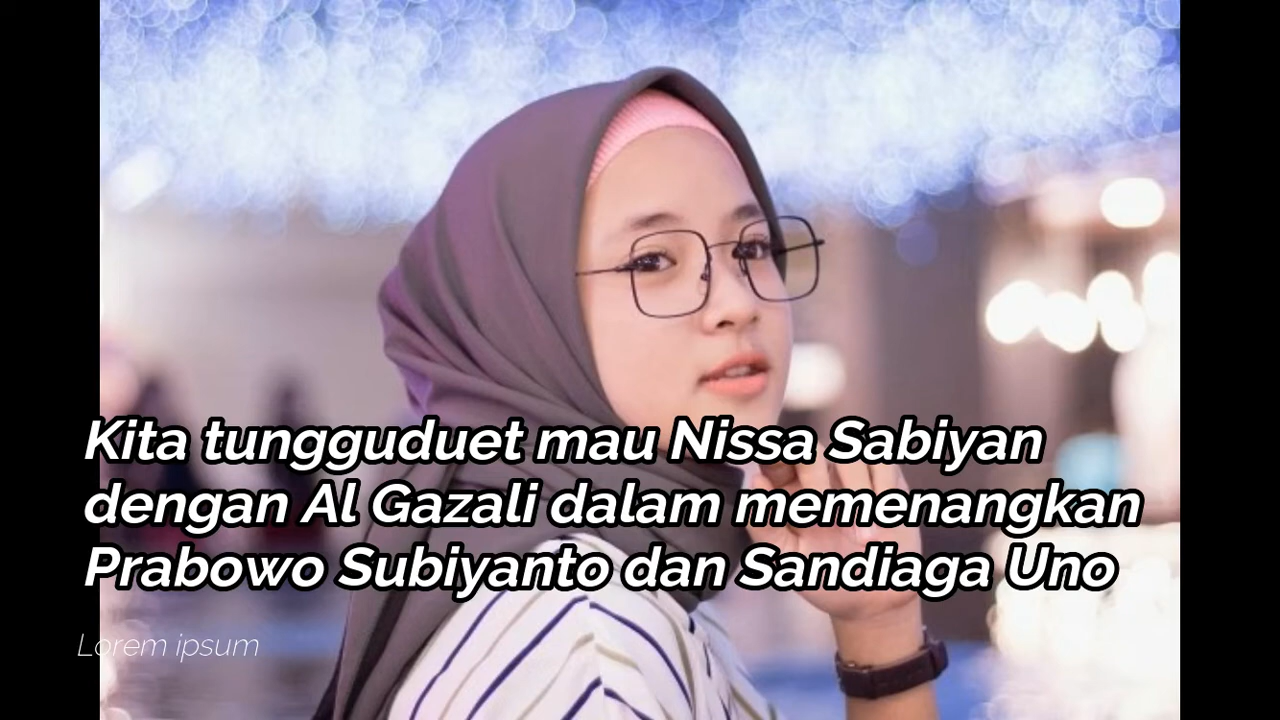 Kita tungguduet mau Nissa Sabiyan
dengan Al Gazali dalam memenangkan
Prabowo Subiyanto dan Sandiaga Uno
Lorem ipsum